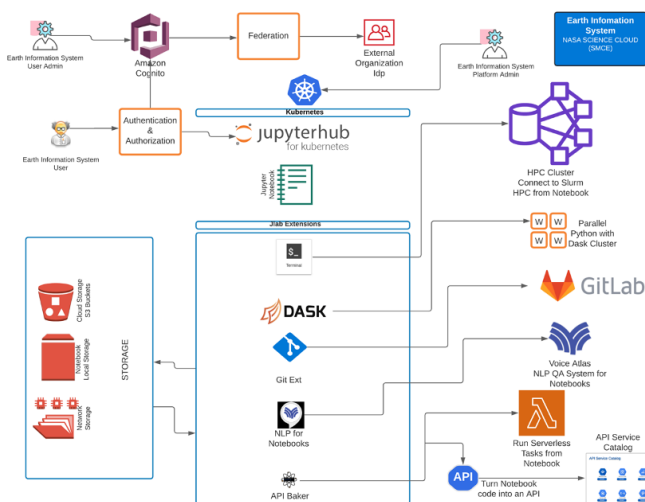 Earth Infomation
System
NASA SCIENCE CLOUD
(SMCE)
Federation
Earth Information System
User Admin
Amazon
Cognito
External
Organization
Idp
Earth Information System
Platform Admin
Kubernetes
Authentication
&
Authorization
jupyterhub
for kubernetes
Earth Information System
User
Jupyter
Notebook
HPC Cluster
Connect to Slurm
HPC from Notebook
Jlab Extensions
$_
Terminal
W W
W W
Parallel
Python with
Dask Cluster
Cloud Storage
S3 Buckets
DASK
GitLab
Notebook
Local Storage
STORAGE
Git Ext
Voice Atlas
NLP QA System for
Notebooks
Network
Storage
NLP for
Notebooks
Run Serverless
Tasks from
Notebook
API Service
Catalog
API Service Catalog
API Baker
API
Turn Notebook
code into an API